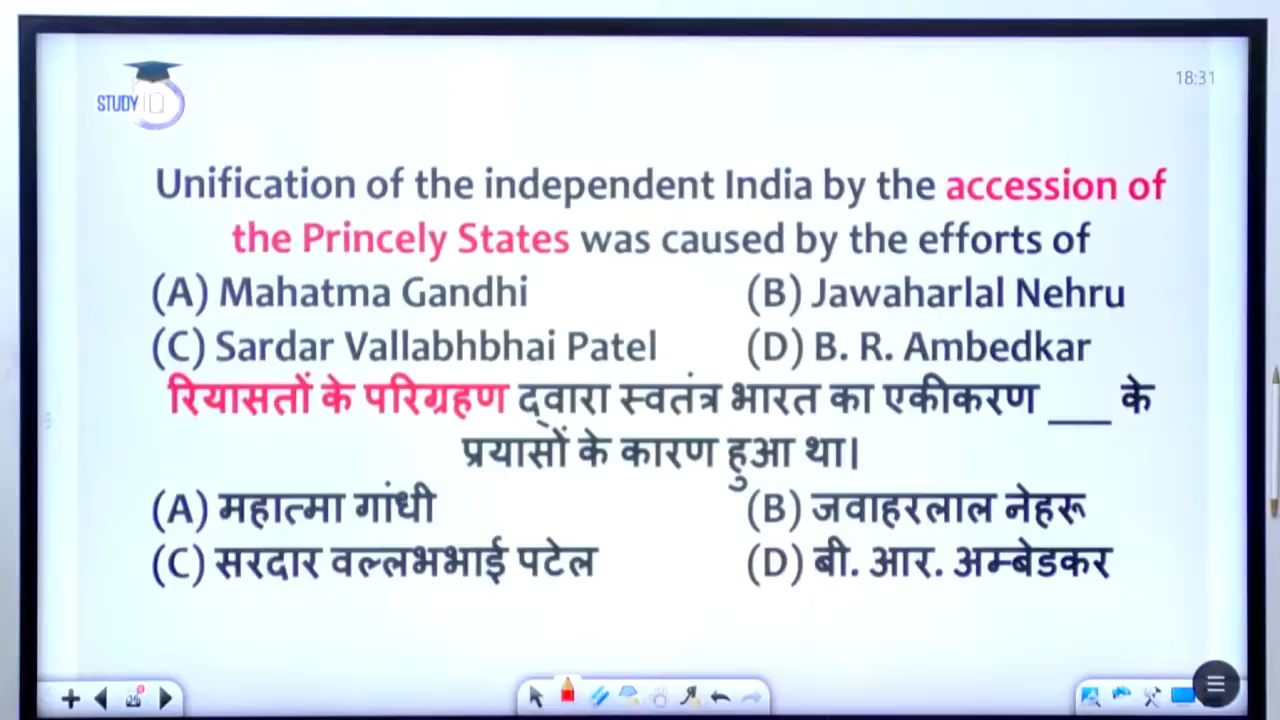 STUDY IQ
18:31
Unification of the independent India by the accession of
the Princely States was caused by the efforts of
(A) Mahatma Gandhi (B) Jawaharlal Nehru
(C) Sardar Vallabhbhai Patel (D) B. R. Ambedkar
रियासतों के परिग्रहण द्वारा स्वतंत्र भारत का एकीकरण ___ के
प्रयासों के कारण हुआ था।
(A) महात्मा गांधी (B) जवाहरलाल नेहरू
(C) सरदार वल्लभभाई पटेल (D) बी. आर. अम्बेडकर